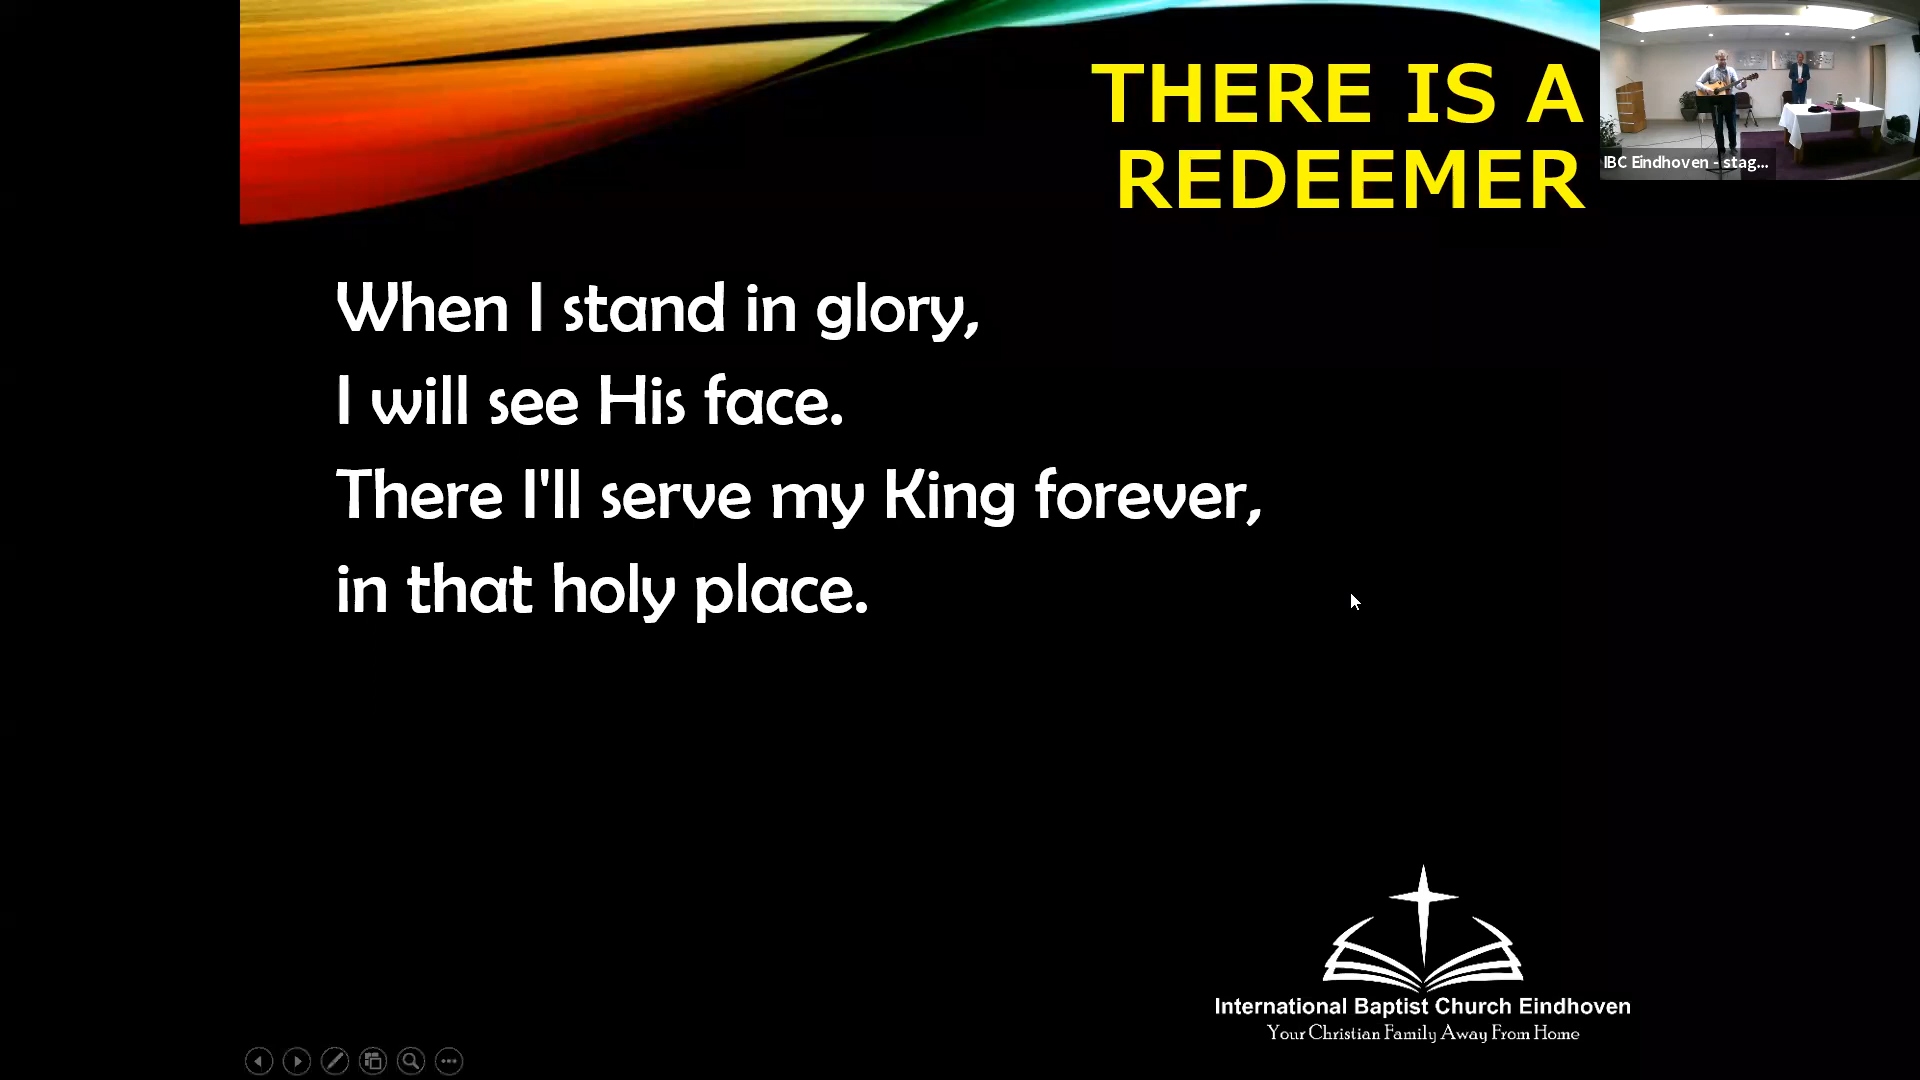 THERE IS A
REDEEMER
IBC Eindhoven - stag...
When I stand in glory,
I will see His face.
There I'll serve my King forever,
in that holy place.
International Baptist Church Eindhoven
Your Christian Family Away From Home